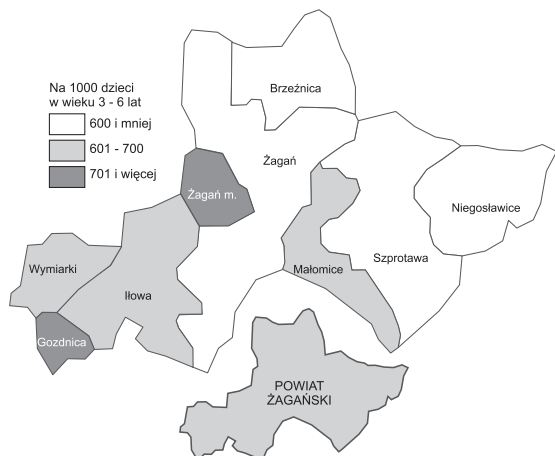 Na 1000 dzieci
w wieku 3 - 6 lat
600 i mniej
601 - 700
701 i więcej
Brzeźnica
Żagań
Żagań m.
Niegosławice
Szprotawa
Małomice
Wymiarki
Iłowa
Gozdnica
POWIAT
ŻAGAŃSKI